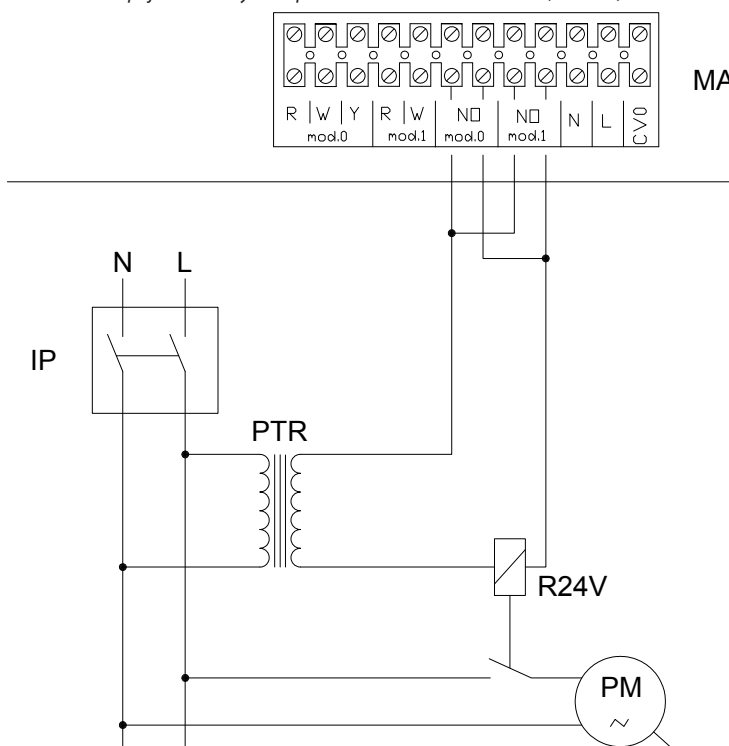 MA
R W Y R W NO NO N L CV0
mod.0 mod.1 mod.0 mod.1
N L
IP
PTR
R24V
PM
~